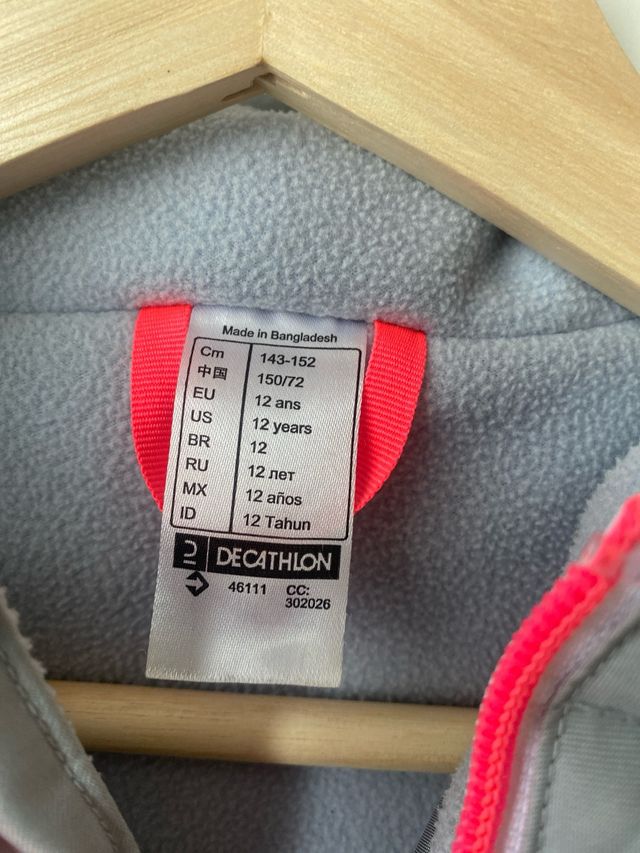 Made in Bangladesh
Cm 143-152
中国 150/72
EU 12 ans
US 12 years
BR 12
RU 12 лет
MX 12 años
ID 12 Tahun
DECATHLON
46111 CC:
302026